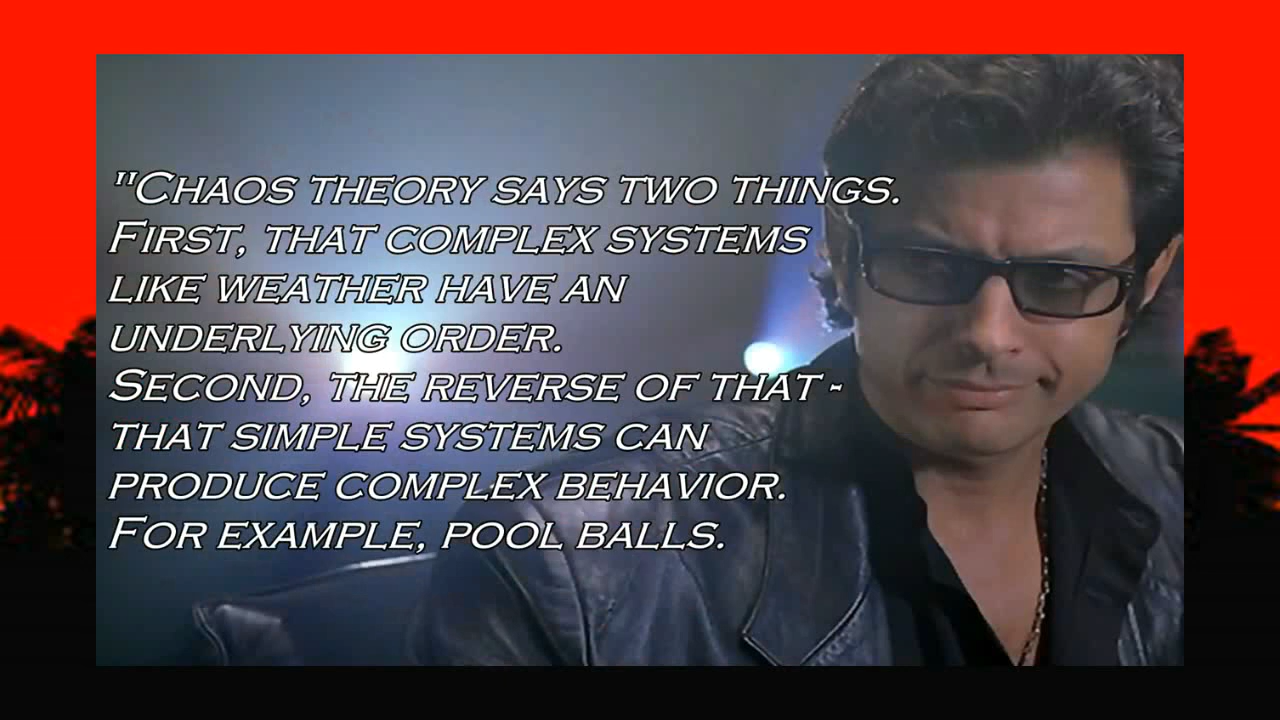 "CHAOS THEORY SAYS TWO THINGS.
FIRST, THAT COMPLEX SYSTEMS
LIKE WEATHER HAVE AN
UNDERLYING ORDER.
SECOND, THE REVERSE OF THAT -
THAT SIMPLE SYSTEMS CAN
PRODUCE COMPLEX BEHAVIOR.
FOR EXAMPLE, POOL BALLS.